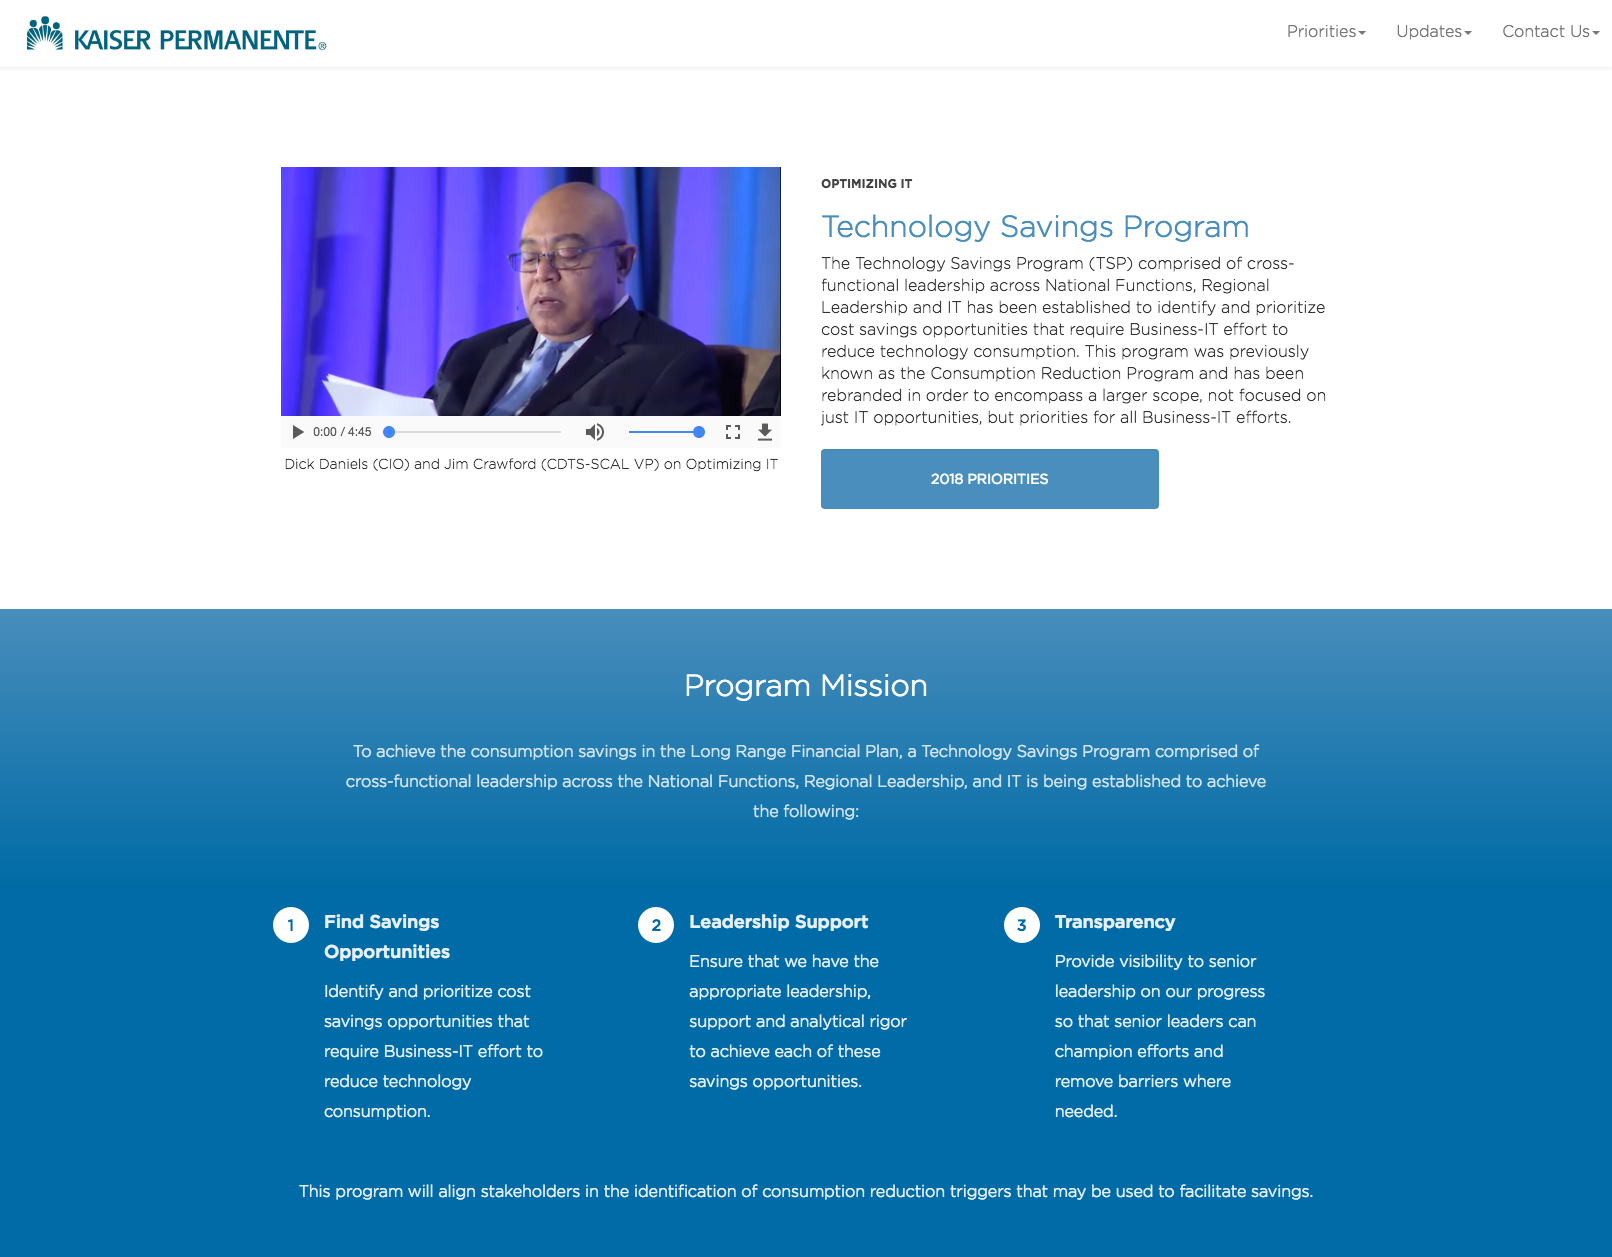 KAISER PERMANENTE®
Priorities
Updates
Contact Us
0:00 / 4:45
Dick Daniels (CIO) and Jim Crawford (CDTS-SCAL VP) on Optimizing IT
OPTIMIZING IT
Technology Savings Program
The Technology Savings Program (TSP) comprised of cross-
functional leadership across National Functions, Regional
Leadership and IT has been established to identify and prioritize
cost savings opportunities that require Business-IT effort to
reduce technology consumption. This program was previously
known as the Consumption Reduction Program and has been
rebranded in order to encompass a larger scope, not focused on
just IT opportunities, but priorities for all Business-IT efforts.
2018 PRIORITIES
Program Mission
To achieve the consumption savings in the Long Range Financial Plan, a Technology Savings Program comprised of
cross-functional leadership across the National Functions, Regional Leadership, and IT is being established to achieve
the following:
1
Find Savings
Opportunities
Identify and prioritize cost
savings opportunities that
require Business-IT effort to
reduce technology
consumption.
2
Leadership Support
Ensure that we have the
appropriate leadership,
support and analytical rigor
to achieve each of these
savings opportunities.
3
Transparency
Provide visibility to senior
leadership on our progress
so that senior leaders can
champion efforts and
remove barriers where
needed.
This program will align stakeholders in the identification of consumption reduction triggers that may be used to facilitate savings.